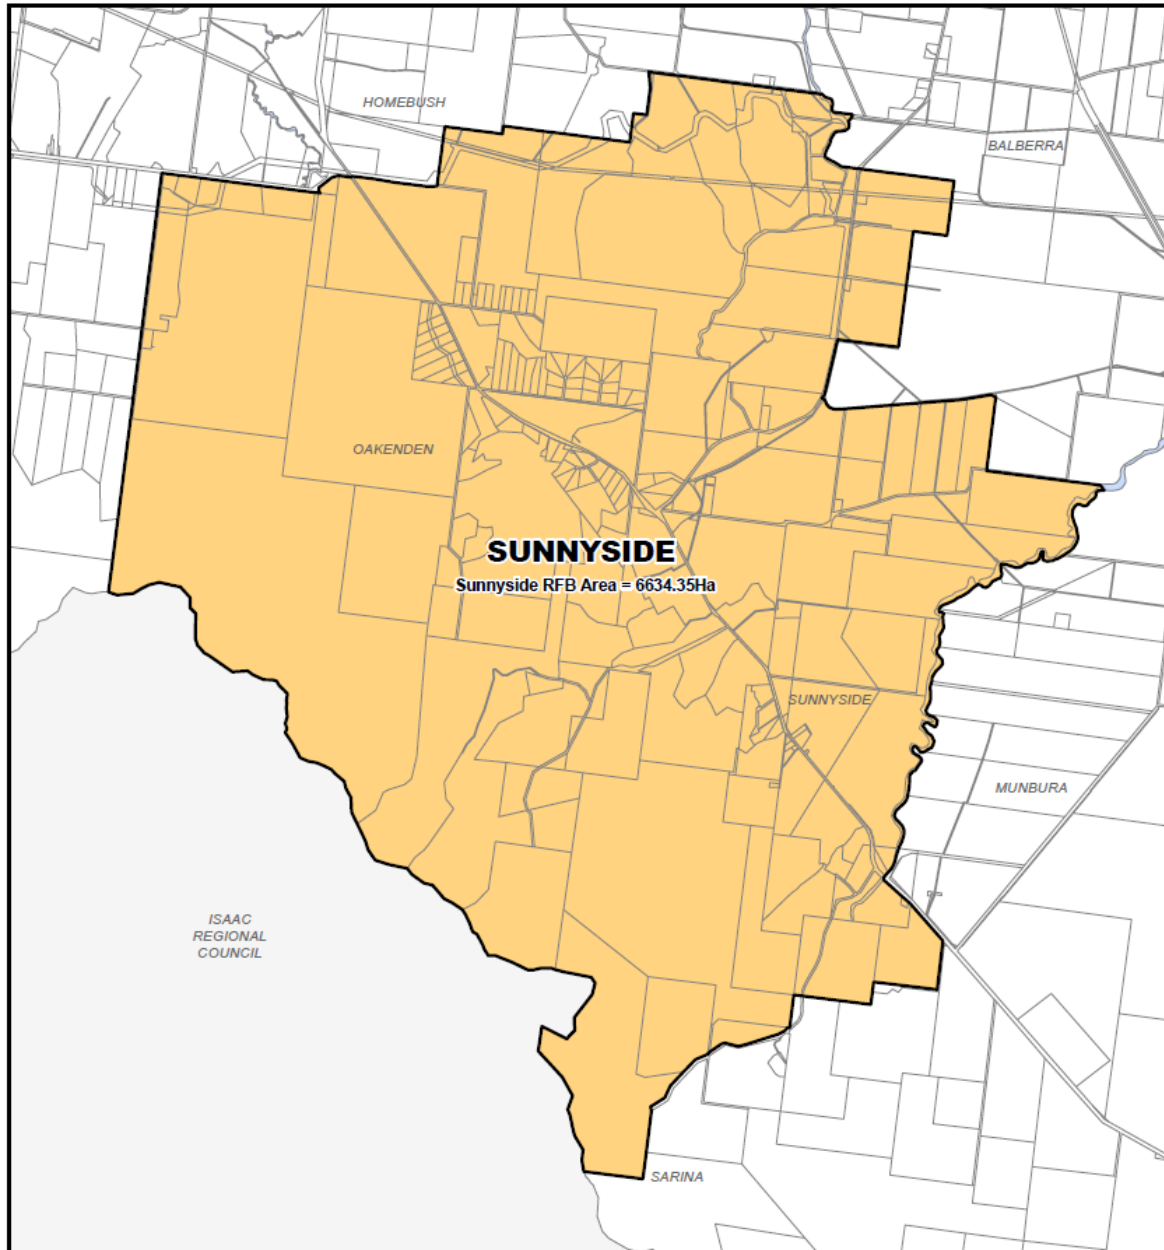 HOMEBUSH
BALBERRA
OAKENDEN
SUNNYSIDE
Sunnyside RFB Area = 6634.35Ha
SUNNYSIDE
MUNBURA
ISAAC
REGIONAL
COUNCIL
SARINA